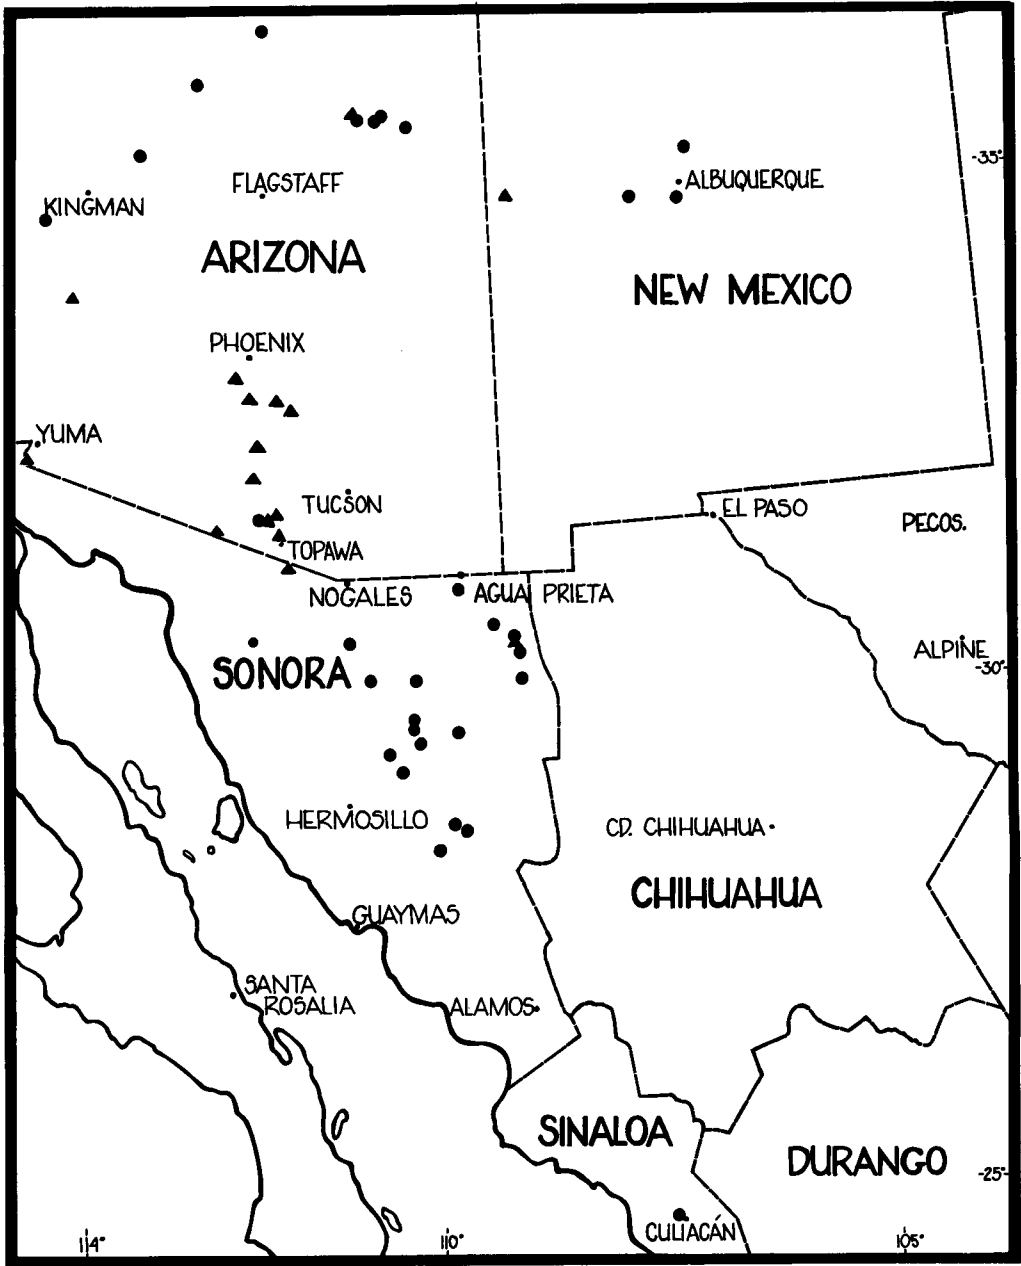 -35°
FLAGSTAFF
ALBUQUERQUE
KINGMAN
ARIZONA
NEW MEXICO
PHOENIX
YUMA
TUCSON
EL PASO
PECOS.
TOPAWA
NOGALES
AGUA PRIETA
ALPINE
-30°
SONORA
HERMOSILLO
CD. CHIHUAHUA
CHIHUAHUA
GUAYMAS
SANTA
ROSALIA
ALAMOS
SINALOA
DURANGO
-25°
CULIACÁN
114°
110°
105°